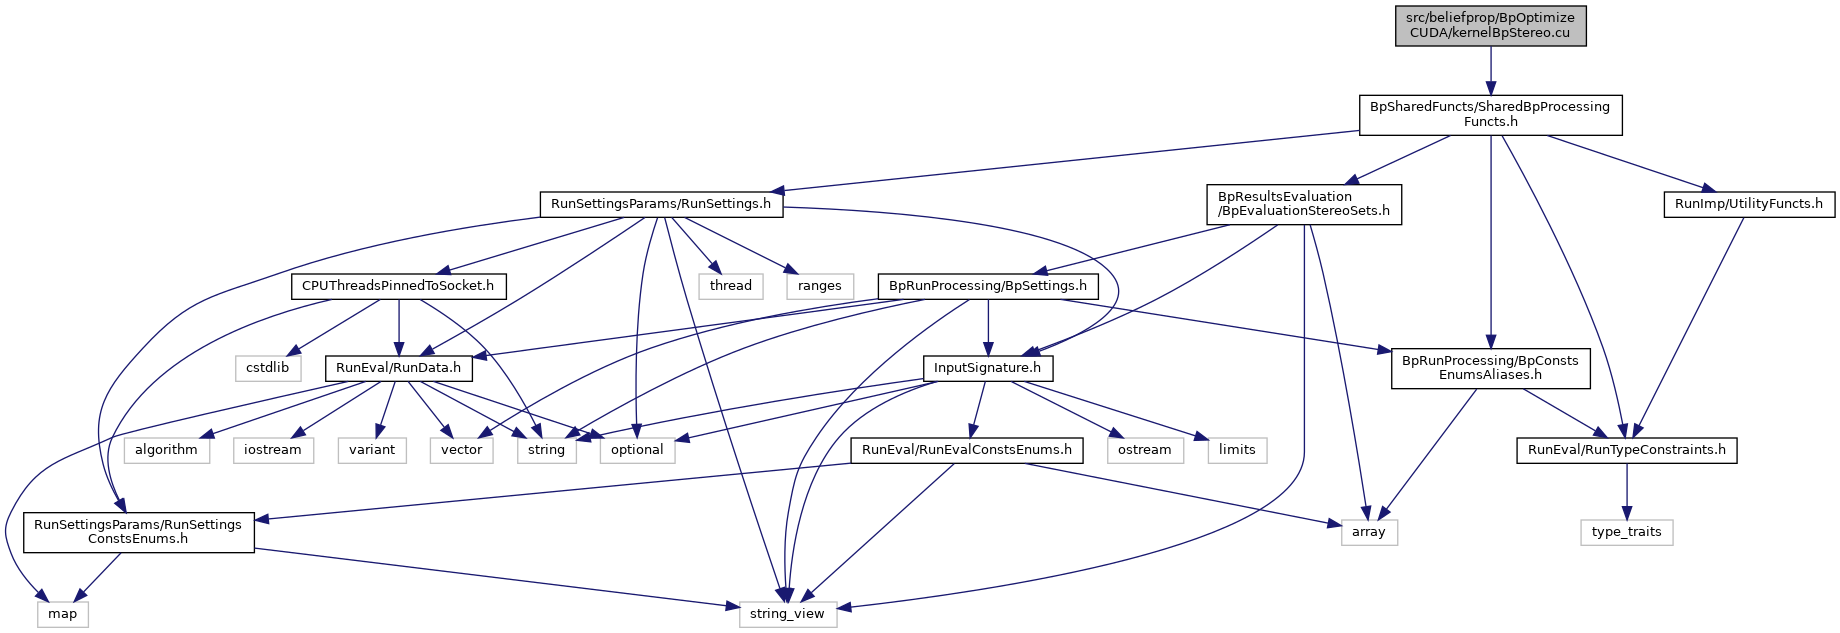 src/beliefprop/BpOptimize
CUDA/kernelBpStereo.cu
BpSharedFuncts/SharedBpProcessing
Functs.h
RunSettingsParams/RunSettings.h
BpResultsEvaluation
/BpEvaluationStereoSets.h
RunImp/UtilityFuncts.h
CPUThreadsPinnedToSocket.h
thread
ranges
BpRunProcessing/BpSettings.h
cstdlib
RunEval/RunData.h
InputSignature.h
BpRunProcessing/BpConsts
EnumsAliases.h
algorithm
iostream
variant
vector
string
optional
RunEval/RunEvalConstsEnums.h
ostream
limits
RunEval/RunTypeConstraints.h
RunSettingsParams/RunSettings
ConstsEnums.h
array
type_traits
map
string_view